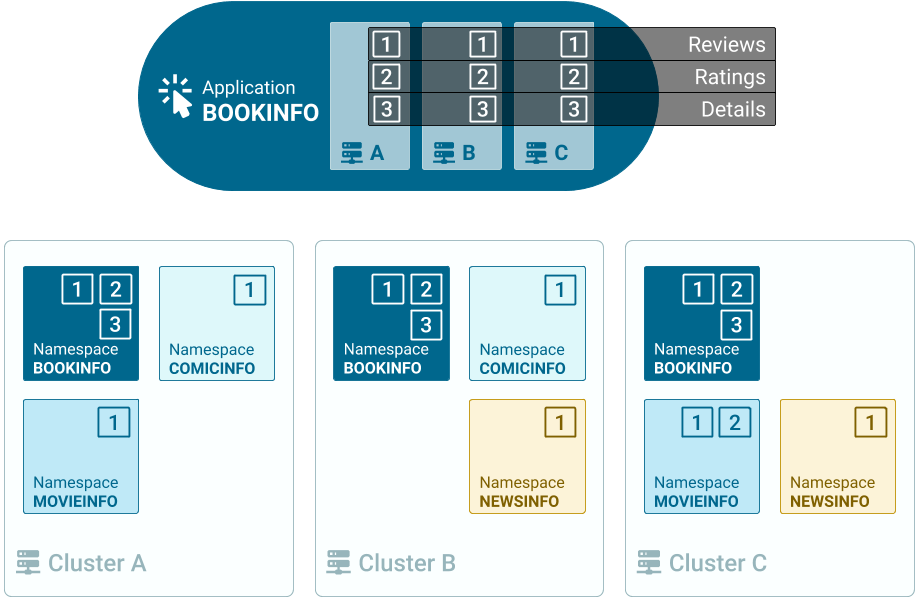 1 1 1 Reviews
Application
BOOKINFO
2 2 2 Ratings
3 3 3 Details
A B C
1 2
3
Namespace
BOOKINFO
1
Namespace
COMICINFO
1
Namespace
MOVIEINFO
Cluster A
1 2
3
Namespace
BOOKINFO
1
Namespace
COMICINFO
1
Namespace
NEWSINFO
Cluster B
1 2
3
Namespace
BOOKINFO
1 2
Namespace
MOVIEINFO
1
Namespace
NEWSINFO
Cluster C